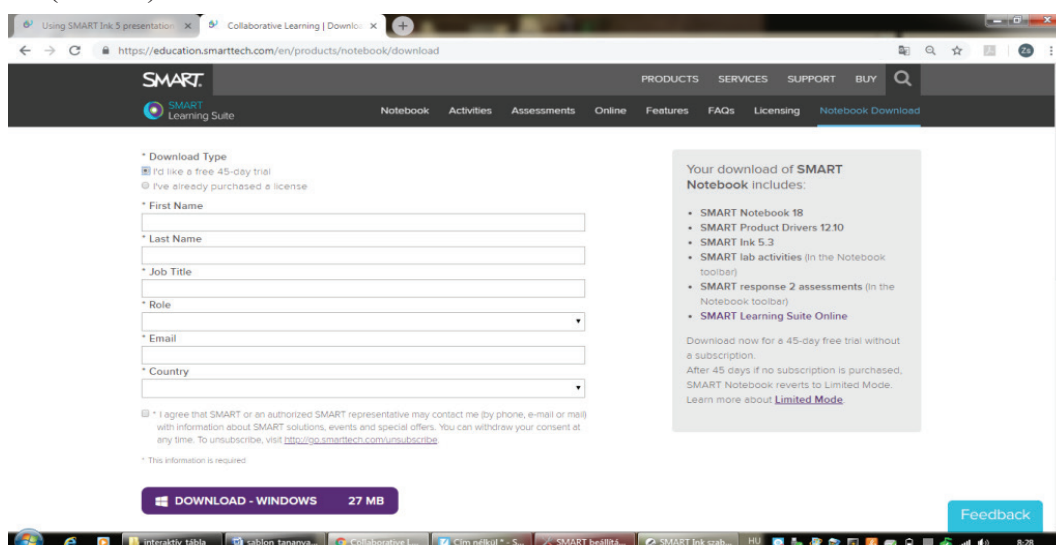 Using SMART Ink 5 presentation
Collaborative Learning | Downloa
https://education.smarttech.com/en/products/notebook/download
SMART.
PRODUCTS SERVICES SUPPORT BUY
SMART
Learning Suite
Notebook Activities Assessments Online Features FAQs Licensing Notebook Download
* Download Type
I'd like a free 45-day trial
I've already purchased a license
* First Name
* Last Name
* Job Title
* Role
* Email
* Country
* I agree that SMART or an authorized SMART representative may contact me (by phone, e-mail or mail)
with information about SMART solutions, events and special offers. You can withdraw your consent at
any time. To unsubscribe, visit http://go.smarttech.com/unsubscribe.
* This information is required
DOWNLOAD - WINDOWS 27 MB
Your download of SMART
Notebook includes:
• SMART Notebook 18
• SMART Product Drivers 12.10
• SMART Ink 5.3
• SMART lab activities (In the Notebook
toolbar)
• SMART response 2 assessments (In the
Notebook toolbar)
• SMART Learning Suite Online
Download now for a 45-day free trial without
a subscription.
After 45 days if no subscription is purchased,
SMART Notebook reverts to Limited Mode.
Learn more about Limited Mode.
Feedback
interaktív tábla
sablon tananya...
Collaborative L...
Cím nélkül * - S...
SMART beállítá...
SMART Ink szab...
HU
8:28